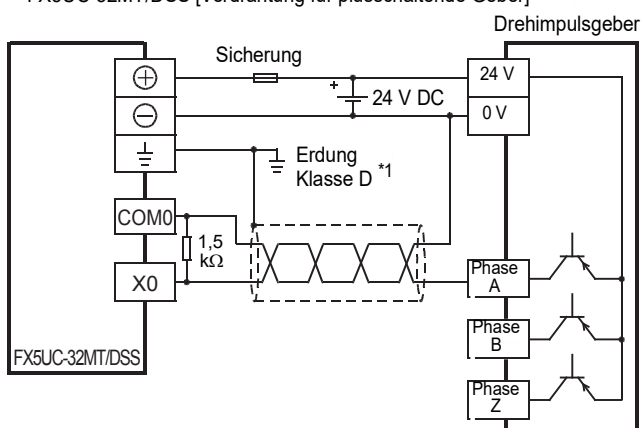 FX5UC-32MT/DSS [Verdrahtung für plusschaltende Geber]
Drehimpulsgeber
Sicherung
24 V
+
24 V DC
0 V
Erdung
Klasse D *1
COM0
1,5
kΩ
X0
Phase
A
Phase
B
FX5UC-32MT/DSS
Phase
Z